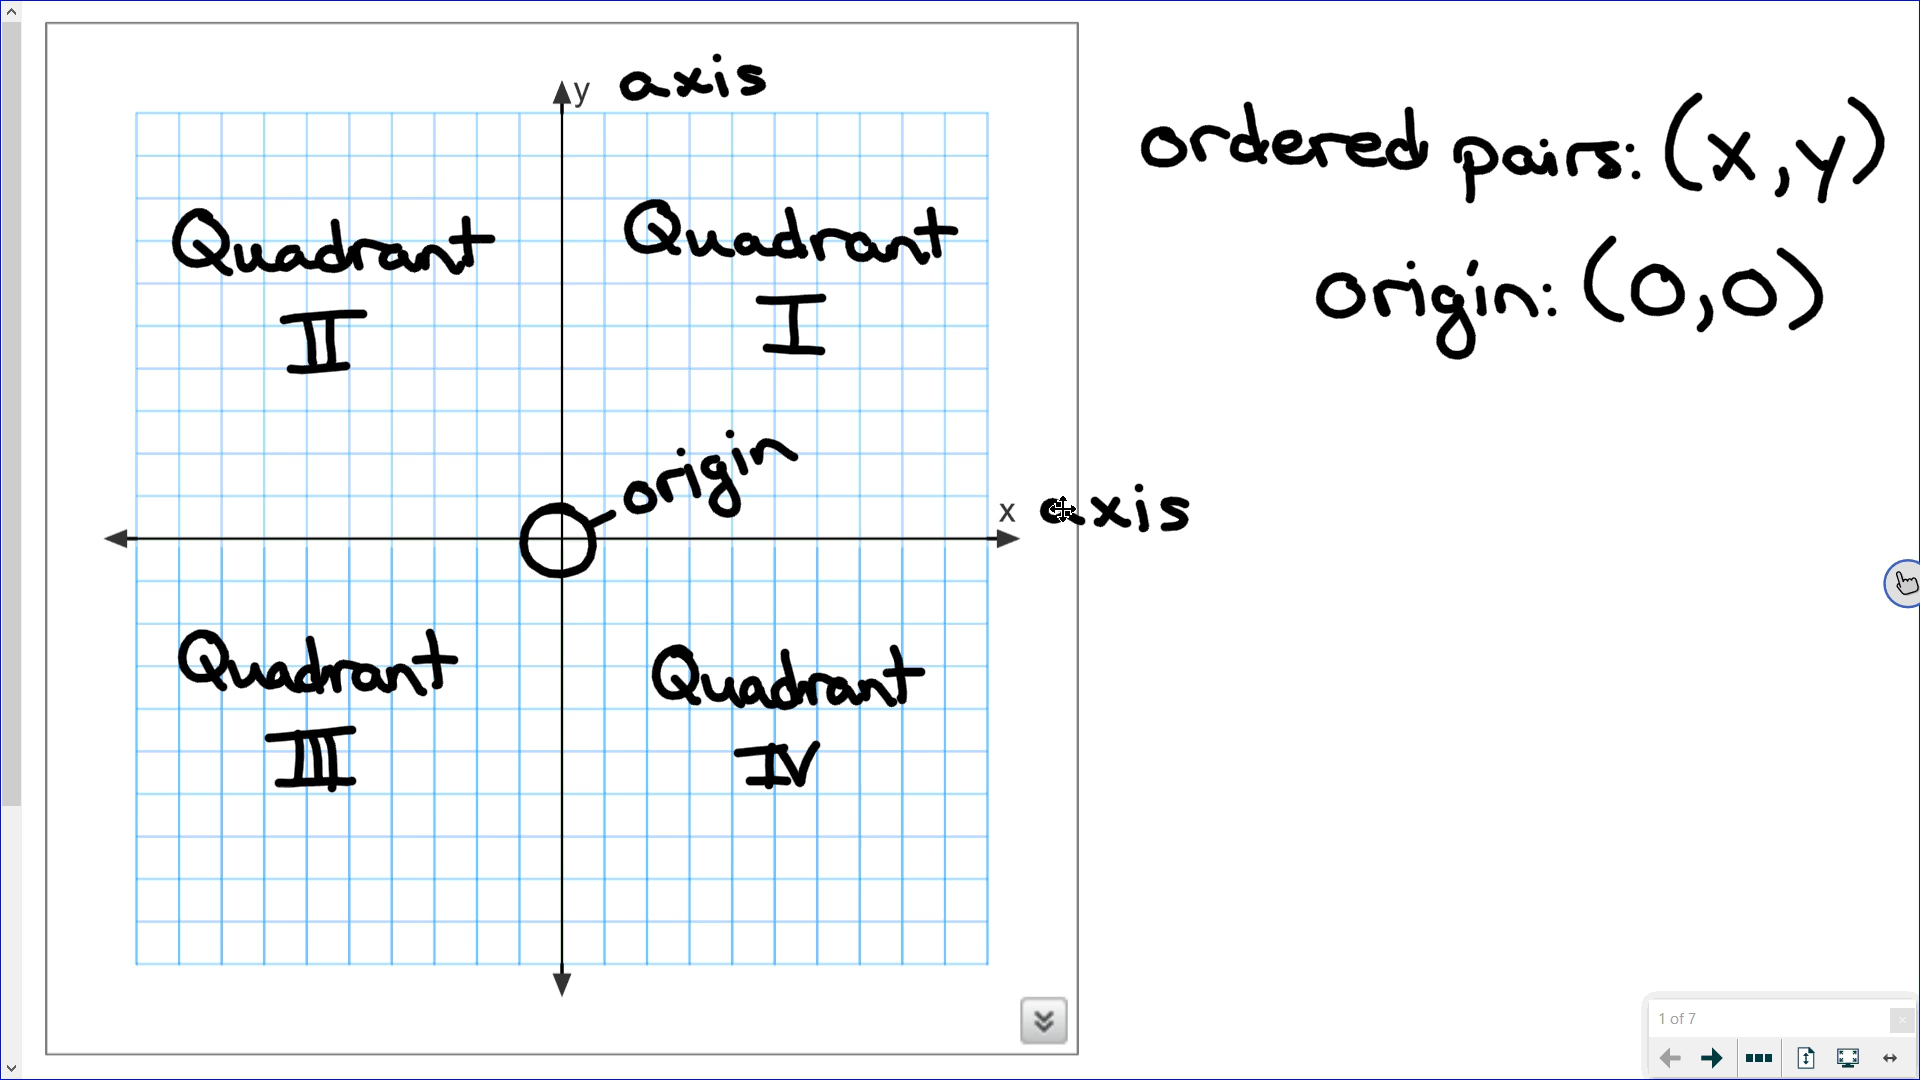 y axis
ordered pairs: (x,y)
Quadrant
II
Quadrant
I
origin: (0,0)
origin
x axis
Quadrant
III
Quadrant
IV
1 of 7